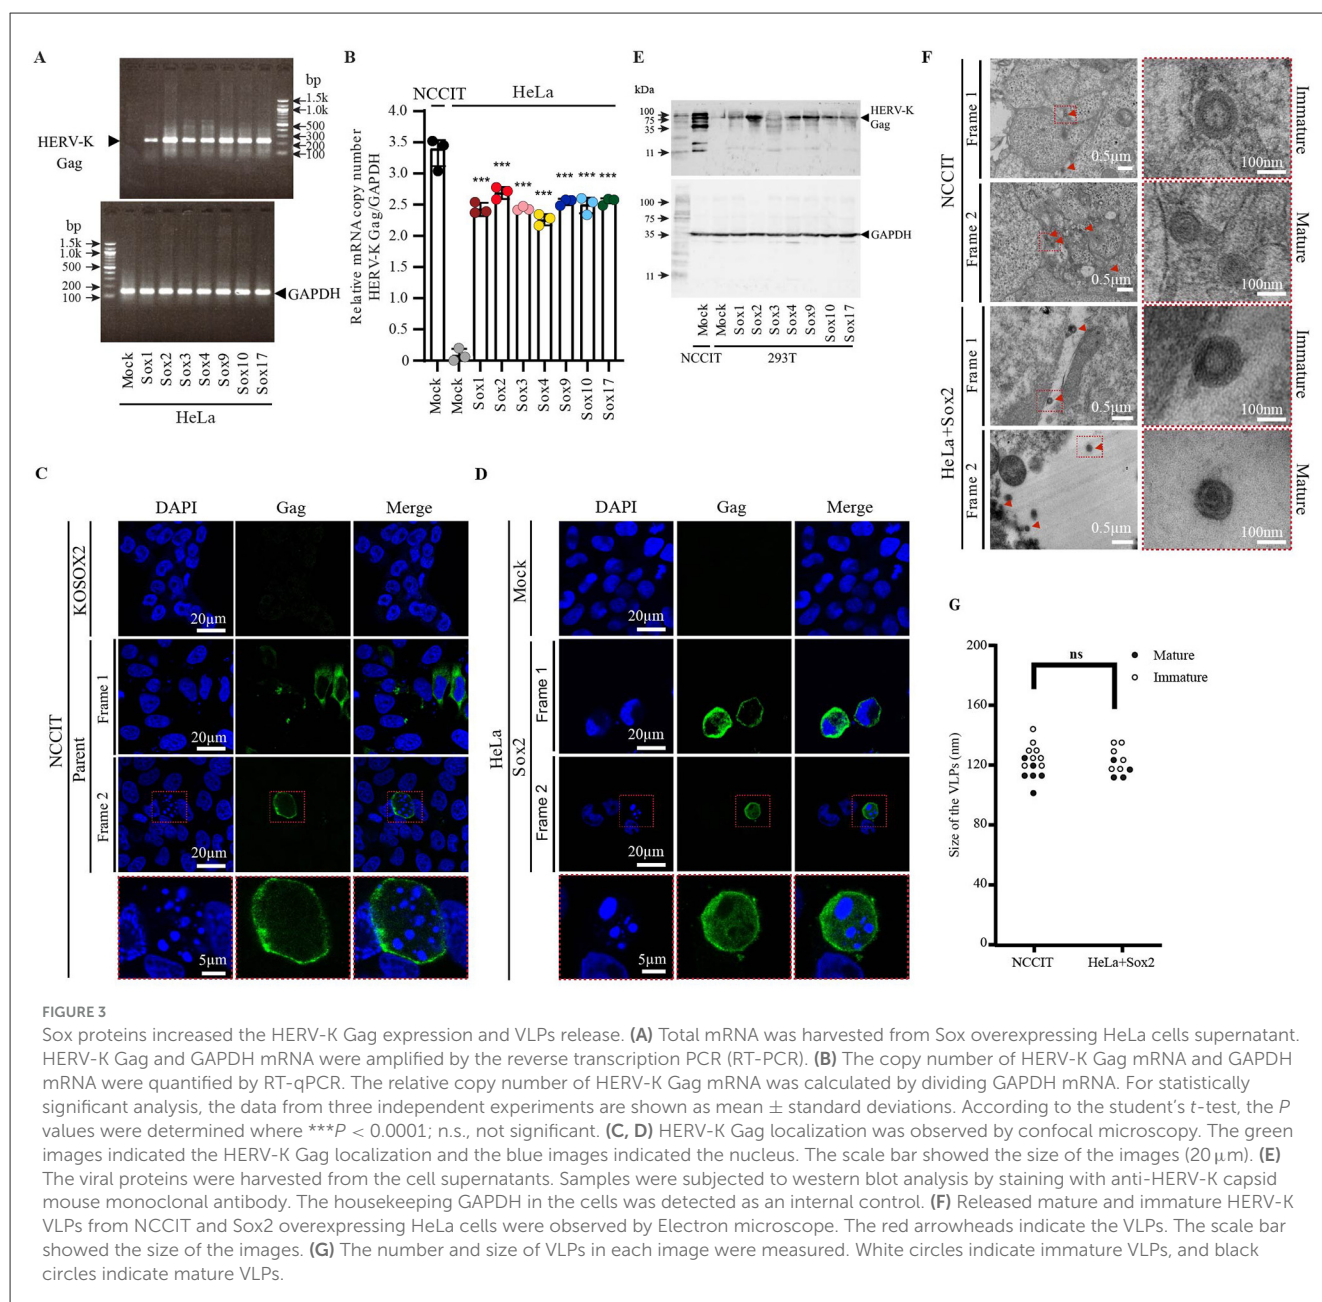 A
bp
1.5k
1.0k
500
300
200
100
HERV-K
Gag
1.5k
1.0k
500
200
100
bp
GAPDH
Mock
Sox1
Sox2
Sox3
Sox4
Sox9
Sox10
Sox17
HeLa
B
NCCIT
HeLa
Relative mRNA copy number
HERV-K Gag/GAPDH
4.0
3.5
3.0
2.5
2.0
1.5
1.0
0.5
0
***
***
***
***
***
***
***
Mock
Mock
Sox1
Sox2
Sox3
Sox4
Sox9
Sox10
Sox17
E
kDa
100
75
35
11
HERV-K
Gag
100
75
35
11
GAPDH
Mock
Mock
Sox1
Sox2
Sox3
Sox4
Sox9
Sox10
Sox17
NCCIT
293T
F
NCCIT
Frame 1
0.5µm
100nm
Immature
Frame 2
0.5µm
100nm
Mature
HeLa+Sox2
Frame 1
0.5µm
100nm
Immature
Frame 2
0.5µm
100nm
Mature
C
DAPI
Gag
Merge
NCCIT
KOSOX2
20µm
20µm
Parent
Frame 1
20µm
20µm
Frame 2
20µm
20µm
5µm
5µm
D
DAPI
Gag
Merge
HeLa
Mock
20µm
20µm
Sox2
Frame 1
20µm
20µm
Frame 2
20µm
20µm
5µm
5µm
G
Size of the VLPs (nm)
200
160
120
80
40
0
ns
Mature
Immature
NCCIT
HeLa+Sox2
FIGURE 3
Sox proteins increased the HERV-K Gag expression and VLPs release. (A) Total mRNA was harvested from Sox overexpressing HeLa cells supernatant.
HERV-K Gag and GAPDH mRNA were amplified by the reverse transcription PCR (RT-PCR). (B) The copy number of HERV-K Gag mRNA and GAPDH
mRNA were quantified by RT-qPCR. The relative copy number of HERV-K Gag mRNA was calculated by dividing GAPDH mRNA. For statistically
significant analysis, the data from three independent experiments are shown as mean ± standard deviations. According to the student's t-test, the P
values were determined where ***P < 0.0001; n.s., not significant. (C, D) HERV-K Gag localization was observed by confocal microscopy. The green
images indicated the HERV-K Gag localization and the blue images indicated the nucleus. The scale bar showed the size of the images (20 µm). (E)
The viral proteins were harvested from the cell supernatants. Samples were subjected to western blot analysis by staining with anti-HERV-K capsid
mouse monoclonal antibody. The housekeeping GAPDH in the cells was detected as an internal control. (F) Released mature and immature HERV-K
VLPs from NCCIT and Sox2 overexpressing HeLa cells were observed by Electron microscope. The red arrowheads indicate the VLPs. The scale bar
showed the size of the images. (G) The number and size of VLPs in each image were measured. White circles indicate immature VLPs, and black
circles indicate mature VLPs.